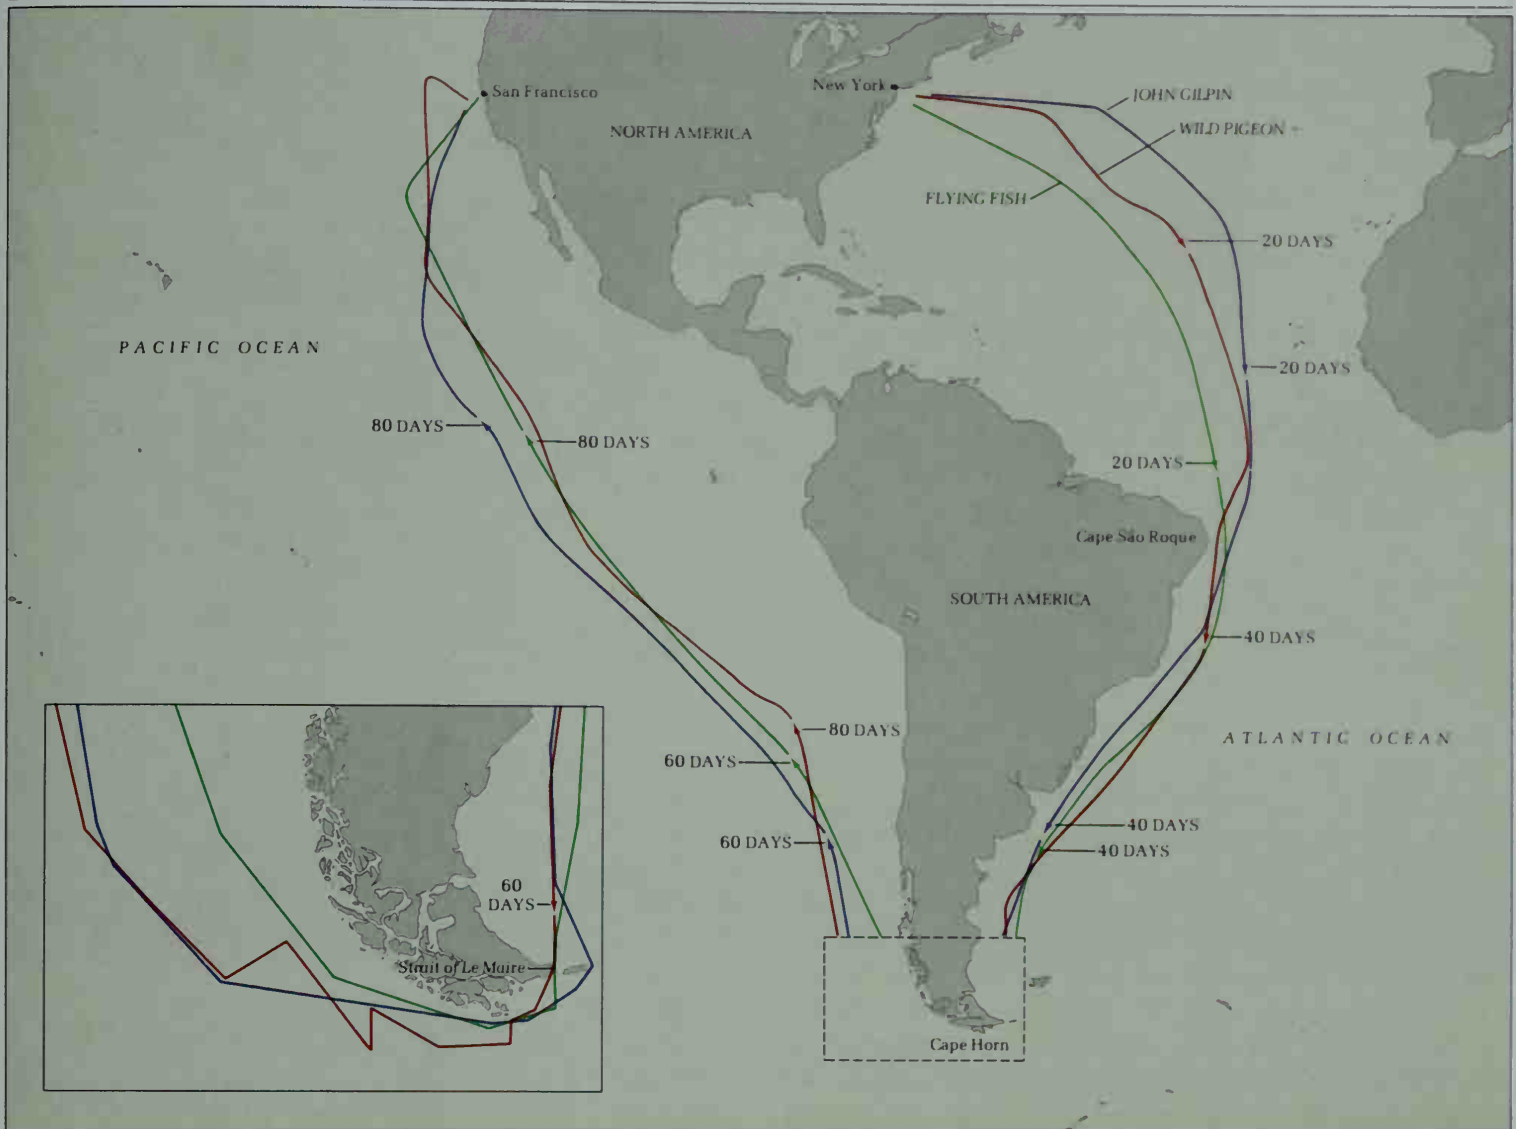 San Francisco
New York
JOHN GILPIN
WILD PIGEON
NORTH AMERICA
FLYING FISH
20 DAYS
PACIFIC OCEAN
20 DAYS
80 DAYS
80 DAYS
20 DAYS
Cape São Roque
SOUTH AMERICA
40 DAYS
80 DAYS
ATLANTIC OCEAN
60 DAYS
40 DAYS
60 DAYS
40 DAYS
60
DAYS
Strait of Le Maire
Cape Horn